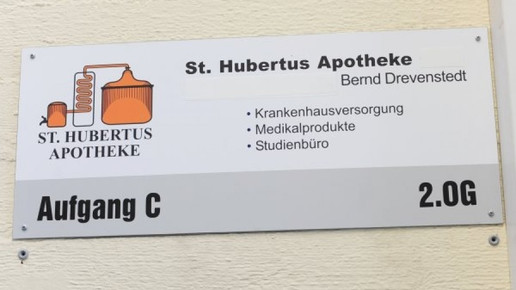 St. Hubertus Apotheke
Bernd Drevenstedt
ST. HUBERTUS
APOTHEKE
• Krankenhausversorgung
• Medikalprodukte
• Studienbüro
Aufgang C
2.OG